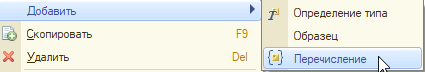 Добавить
Определение типа
Скопировать F9
Образец
Удалить Del
Перечисление